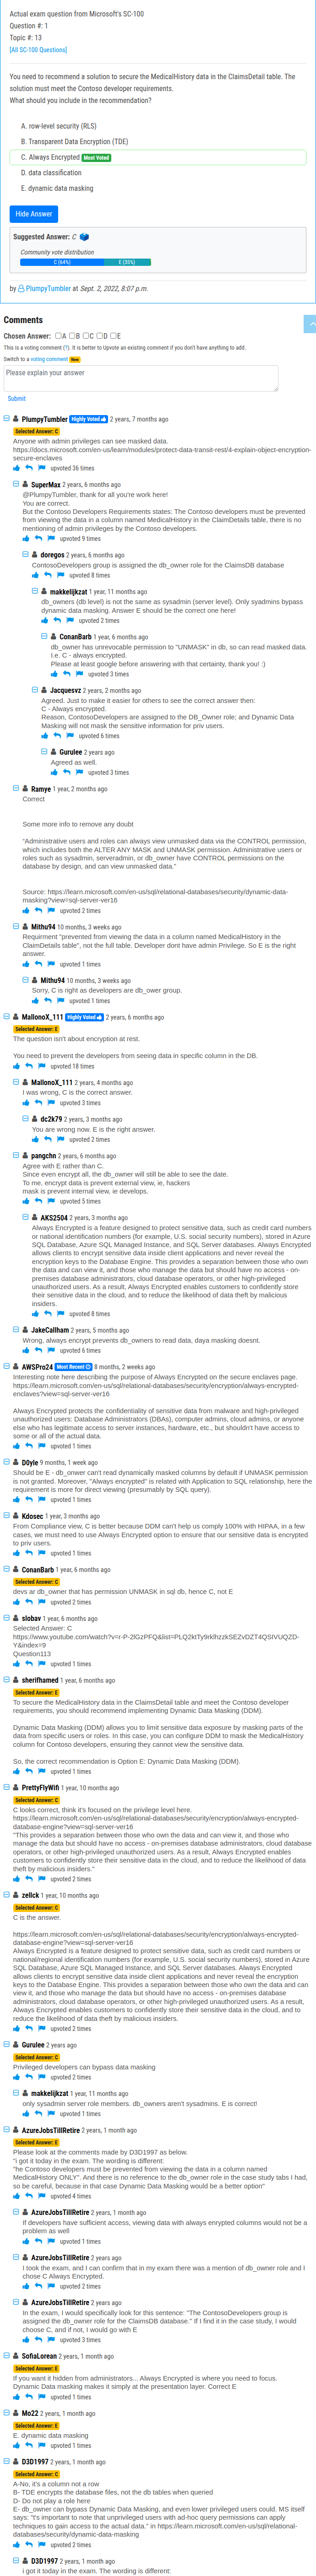 Actual exam question from Microsoft's SC-100
Question #: 1
Topic #: 13
[All SC-100 Questions]
You need to recommend a solution to secure the MedicalHistory data in the ClaimsDetail table. The
solution must meet the Contoso developer requirements.
What should you include in the recommendation?
A. row-level security (RLS)
B. Transparent Data Encryption (TDE)
C. Always Encrypted Most Voted
D. data classification
E. dynamic data masking
Hide Answer
Suggested Answer: C
Community vote distribution
C (64%) E (35%)
by PlumpyTumbler at Sept. 2, 2022, 8:07 p.m.
Comments
Chosen Answer: A B C D E
This is a voting comment (?). It is better to Upvote an existing comment if you don't have anything to add.
Switch to a voting comment New
Please explain your answer
Submit
PlumpyTumbler Highly Voted 2 years, 7 months ago
Selected Answer: C
Anyone with admin privileges can see masked data.
https://docs.microsoft.com/en-us/learn/modules/protect-data-transit-rest/4-explain-object-encryption-
secure-enclaves
upvoted 36 times
SuperMax 2 years, 6 months ago
@PlumpyTumbler, thank for all you're work here!
You are correct.
But the Contoso Developers Requirements states: The Contoso developers must be prevented
from viewing the data in a column named MedicalHistory in the ClaimDetails table, there is no
mentioning of admin privileges by the Contoso developers.
upvoted 9 times
doregos 2 years, 6 months ago
ContosoDevelopers group is assigned the db_owner role for the ClaimsDB database
upvoted 8 times
makkelijkzat 1 year, 11 months ago
db_owners (db level) is not the same as sysadmin (server level). Only sysadmins bypass
dynamic data masking. Answer E should be the correct one here!
upvoted 2 times
ConanBarb 1 year, 6 months ago
db_owner has unrevocable permission to "UNMASK" in db, so can read masked data.
I.e. C - always encrypted.
Please at least google before answering with that certainty, thank you! :)
upvoted 3 times
Jacquesvz 2 years, 2 months ago
Agreed. Just to make it easier for others to see the correct answer then:
C - Always encrypted.
Reason, ContosoDevelopers are assigned to the DB_Owner role; and Dynamic Data
Masking will not mask the sensitive information for priv users.
upvoted 6 times
Gurulee 2 years ago
Agreed as well.
upvoted 3 times
Ramye 1 year, 2 months ago
Correct
Some more info to remove any doubt
"Administrative users and roles can always view unmasked data via the CONTROL permission,
which includes both the ALTER ANY MASK and UNMASK permission. Administrative users or
roles such as sysadmin, serveradmin, or db_owner have CONTROL permissions on the
database by design, and can view unmasked data."
Source: https://learn.microsoft.com/en-us/sql/relational-databases/security/dynamic-data-
masking?view=sql-server-ver16
upvoted 2 times
Mithu94 10 months, 3 weeks ago
Requirment "prevented from viewing the data in a column named MedicalHistory in the
ClaimDetails table", not the full table. Developer dont have admin Privilege. So E is the right
answer.
upvoted 1 times
Mithu94 10 months, 3 weeks ago
Sorry, C is right as developers are db_ower group.
upvoted 1 times
MallonoX_111 Highly Voted 2 years, 6 months ago
Selected Answer: E
The question isn't about encryption at rest.
You need to prevent the developers from seeing data in specific column in the DB.
upvoted 18 times
MallonoX_111 2 years, 4 months ago
I was wrong, C is the correct answer.
upvoted 3 times
dc2k79 2 years, 3 months ago
You are wrong now. E is the right answer.
upvoted 2 times
pangchn 2 years, 6 months ago
Agree with E rather than C.
Since even encrypt all, the db_owner will still be able to see the date.
To me, encrypt data is prevent external view, ie, hackers
mask is prevent internal view, ie develops.
upvoted 5 times
AKS2504 2 years, 3 months ago
Always Encrypted is a feature designed to protect sensitive data, such as credit card numbers
or national identification numbers (for example, U.S. social security numbers), stored in Azure
SQL Database, Azure SQL Managed Instance, and SQL Server databases. Always Encrypted
allows clients to encrypt sensitive data inside client applications and never reveal the
encryption keys to the Database Engine. This provides a separation between those who own
the data and can view it, and those who manage the data but should have no access - on-
premises database administrators, cloud database operators, or other high-privileged
unauthorized users. As a result, Always Encrypted enables customers to confidently store
their sensitive data in the cloud, and to reduce the likelihood of data theft by malicious
insiders.
upvoted 8 times
JakeCallham 2 years, 5 months ago
Wrong, always encrypt prevents db_owners to read data, daya masking doesnt.
upvoted 6 times
AWSPro24 Most Recent 8 months, 2 weeks ago
Interesting note here describing the purpose of Always Encrypted on the secure enclaves page.
https://learn.microsoft.com/en-us/sql/relational-databases/security/encryption/always-encrypted-
enclaves?view=sql-server-ver16
Always Encrypted protects the confidentiality of sensitive data from malware and high-privileged
unauthorized users: Database Administrators (DBAs), computer admins, cloud admins, or anyone
else who has legitimate access to server instances, hardware, etc., but shouldn't have access to
some or all of the actual data.
upvoted 1 times
D0yle 9 months, 1 week ago
Should be E - db_onwer can't read dynamically masked columns by default if UNMASK permission
is not granted. Moreover, "Always encrypted" is related with Application to SQL relationship, here the
requirement is more for direct viewing (presumably by SQL query).
upvoted 1 times
Kdosec 1 year, 3 months ago
From Compliance view, C is better because DDM can't help us comply 100% with HIPAA, in a few
cases, we must need to use Always Encrypted option to ensure that our sensitive data is encrypted
to priv users.
upvoted 1 times
ConanBarb 1 year, 6 months ago
Selected Answer: C
devs ar db_owner that has permission UNMASK in sql db, hence C, not E
upvoted 2 times
slobav 1 year, 6 months ago
Selected Answer: C
https://www.youtube.com/watch?v=r-P-2lGzPFQ&list=PLQ2ktTy9rklhzzkSEZvDZT4QSIVUQZD-
Y&index=9
Question113
upvoted 1 times
sherifhamed 1 year, 6 months ago
Selected Answer: E
To secure the MedicalHistory data in the ClaimsDetail table and meet the Contoso developer
requirements, you should recommend implementing Dynamic Data Masking (DDM).
Dynamic Data Masking (DDM) allows you to limit sensitive data exposure by masking parts of the
data from specific users or roles. In this case, you can configure DDM to mask the MedicalHistory
column for Contoso developers, ensuring they cannot view the sensitive data.
So, the correct recommendation is Option E: Dynamic Data Masking (DDM).
upvoted 1 times
PrettyFlyWifi 1 year, 10 months ago
Selected Answer: C
C looks correct, think it's focused on the privilege level here.
https://learn.microsoft.com/en-us/sql/relational-databases/security/encryption/always-encrypted-
database-engine?view=sql-server-ver16
"This provides a separation between those who own the data and can view it, and those who
manage the data but should have no access - on-premises database administrators, cloud database
operators, or other high-privileged unauthorized users. As a result, Always Encrypted enables
customers to confidently store their sensitive data in the cloud, and to reduce the likelihood of data
theft by malicious insiders."
upvoted 2 times
zellck 1 year, 10 months ago
Selected Answer: C
C is the answer.
https://learn.microsoft.com/en-us/sql/relational-databases/security/encryption/always-encrypted-
database-engine?view=sql-server-ver16
Always Encrypted is a feature designed to protect sensitive data, such as credit card numbers or
national/regional identification numbers (for example, U.S. social security numbers), stored in Azure
SQL Database, Azure SQL Managed Instance, and SQL Server databases. Always Encrypted
allows clients to encrypt sensitive data inside client applications and never reveal the encryption
keys to the Database Engine. This provides a separation between those who own the data and can
view it, and those who manage the data but should have no access - on-premises database
administrators, cloud database operators, or other high-privileged unauthorized users. As a result,
Always Encrypted enables customers to confidently store their sensitive data in the cloud, and to
reduce the likelihood of data theft by malicious insiders.
upvoted 2 times
Gurulee 2 years ago
Selected Answer: C
Privileged developers can bypass data masking
upvoted 2 times
makkelijkzat 1 year, 11 months ago
only sysadmin server role members. db_owners aren't sysadmins. E is correct!
upvoted 1 times
AzureJobsTillRetire 2 years, 1 month ago
Selected Answer: E
Please look at the comments made by D3D1997 as below.
"i got it today in the exam. The wording is different:
"he Contoso developers must be prevented from viewing the data in a column named
MedicalHistory ONLY". And there is no reference to the db_owner role in the case study tabs I had,
so be careful, because in that case Dynamic Data Masking would be a better option"
upvoted 4 times
AzureJobsTillRetire 2 years, 1 month ago
If developers have sufficient access, viewing data with always enrypted columns would not be a
problem as well
upvoted 1 times
AzureJobsTillRetire 2 years ago
I took the exam, and I can confirm that in my exam there was a mention of db_owner role and I
chose C Always Encrypted.
upvoted 2 times
AzureJobsTillRetire 2 years ago
In the exam, I would specifically look for this sentence: "The ContosoDevelopers group is
assigned the db_owner role for the ClaimsDB database." If I find it in the case study, I would
choose C, and if not, I would go with E
upvoted 3 times
SofiaLorean 2 years, 1 month ago
Selected Answer: E
If you want it hidden from administrators... Always Encrypted is where you need to focus.
Dynamic Data masking makes it simply at the presentation layer. Correct E
upvoted 1 times
Mo22 2 years, 1 month ago
Selected Answer: E
E. dynamic data masking
upvoted 1 times
D3D1997 2 years, 1 month ago
Selected Answer: C
A-No, it's a column not a row
B- TDE encrypts the database files, not the db tables when queried
D- Do not play a role here
E- db_owner can bypass Dynamic Data Masking, and even lower privileged users could. MS itself
says: "It's important to note that unprivileged users with ad-hoc query permissions can apply
techniques to gain access to the actual data." in https://learn.microsoft.com/en-us/sql/relational-
databases/security/dynamic-data-masking
upvoted 2 times
D3D1997 2 years, 1 month ago
i got it today in the exam. The wording is different: